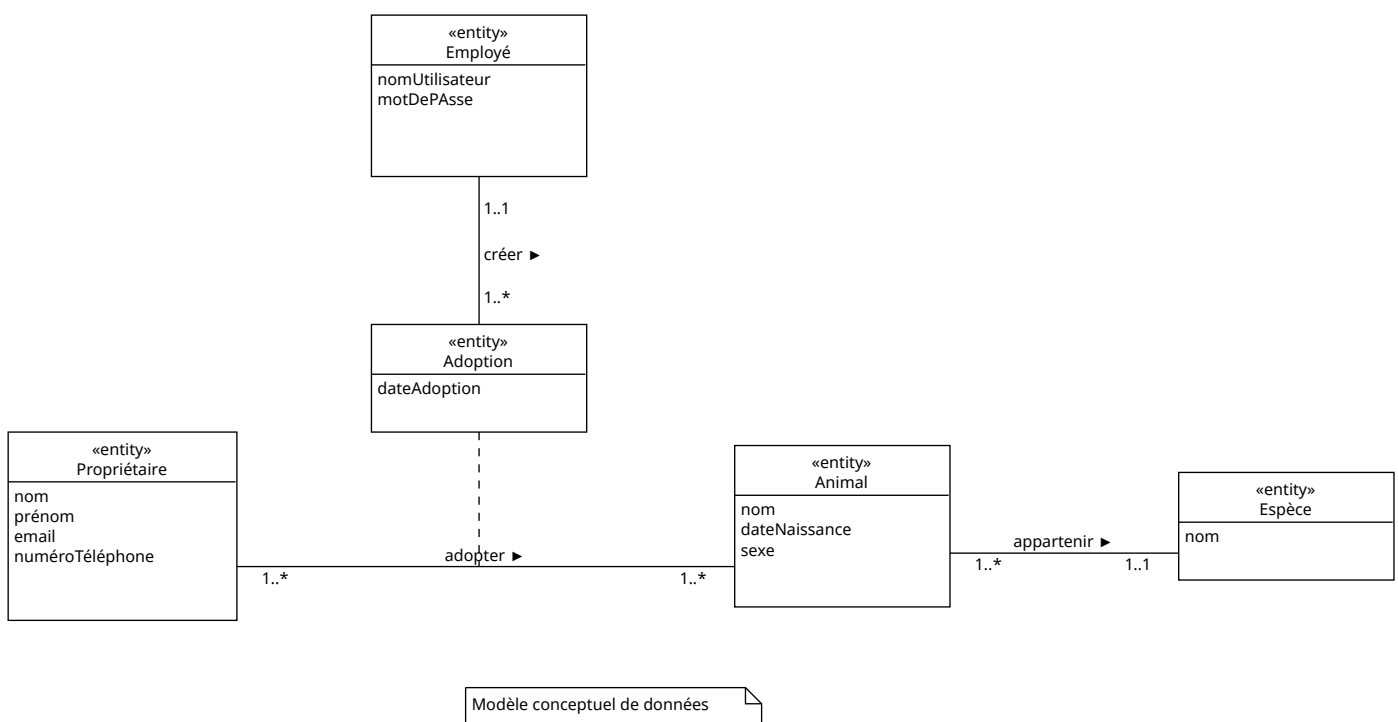 «entity»
Employé
nomUtilisateur
motDePAsse
1..1
créer ►
1..*
«entity»
Adoption
dateAdoption
«entity»
Propriétaire
nom
prénom
email
numéroTéléphone
adopter ►
1..*
1..*
«entity»
Animal
nom
dateNaissance
sexe
appartenir ►
1..*
1..1
«entity»
Espèce
nom
Modèle conceptuel de données